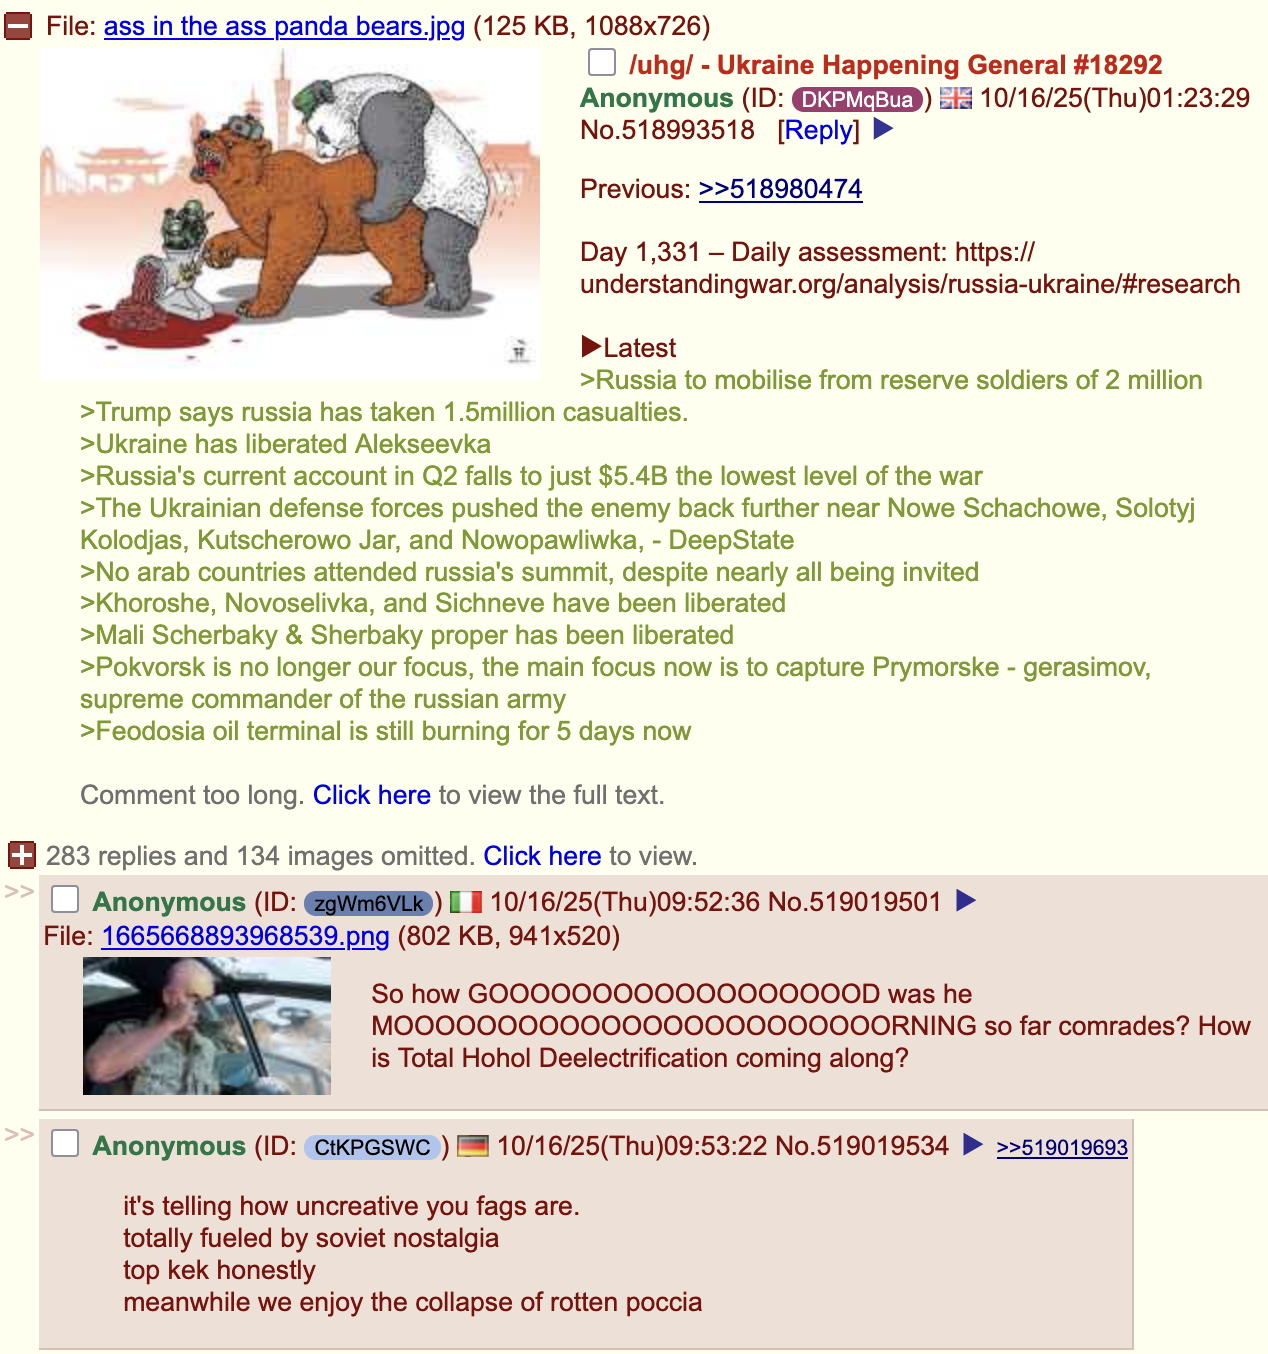 File: ass in the ass panda bears.jpg (125 KB, 1088x726)
/uhg/ - Ukraine Happening General #18292
Anonymous (ID: DKPMqBua) 10/16/25(Thu)01:23:29
No.518993518 [Reply] ▶
Previous: >>518980474
Day 1,331 – Daily assessment: https://
understandingwar.org/analysis/russia-ukraine/#research
▶Latest
>Russia to mobilise from reserve soldiers of 2 million
>Trump says russia has taken 1.5million casualties.
>Ukraine has liberated Alekseevka
>Russia's current account in Q2 falls to just $5.4B the lowest level of the war
>The Ukrainian defense forces pushed the enemy back further near Nowe Schachowe, Solotyj
Kolodjas, Kutscherowo Jar, and Nowopawliwka, - DeepState
>No arab countries attended russia's summit, despite nearly all being invited
>Khoroshe, Novoselivka, and Sichneve have been liberated
>Mali Scherbaky & Sherbaky proper has been liberated
>Pokvorsk is no longer our focus, the main focus now is to capture Prymorske - gerasimov,
supreme commander of the russian army
>Feodosia oil terminal is still burning for 5 days now
Comment too long. Click here to view the full text.
283 replies and 134 images omitted. Click here to view.
>> Anonymous (ID: zgWm6VLk) 10/16/25(Thu)09:52:36 No.519019501 ▶
File: 1665668893968539.png (802 KB, 941x520)
So how GOOOOOOOOOOOOOOOOOOD was he
MOOOOOOOOOOOOOOOOOOOOOOOORNING so far comrades? How
is Total Hohol Deelectrification coming along?
>> Anonymous (ID: CtKPGSWC) 10/16/25(Thu)09:53:22 No.519019534 ▶ >>519019693
it's telling how uncreative you fags are.
totally fueled by soviet nostalgia
top kek honestly
meanwhile we enjoy the collapse of rotten poccia